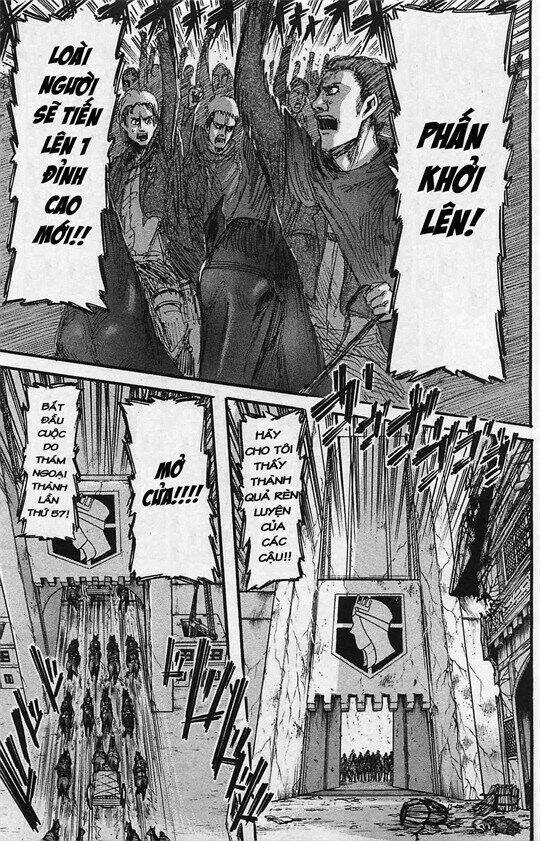 PHẤN
KHỞI
LÊN!
LOÀI
NGƯỜI
SẼ TIẾN
LÊN 1
ĐỈNH
CAO
MỚI!!
HÃY
CHO TÔI
THẤY
THÀNH
QUẢ RÈN
LUYỆN
CỦA
CÁC
CẬU!!
MỞ
CỬA!!!!
BẮT
ĐẦU
CUỘC
DO
THÁM
NGOẠI
THÀNH
LẦN
THỨ 57!